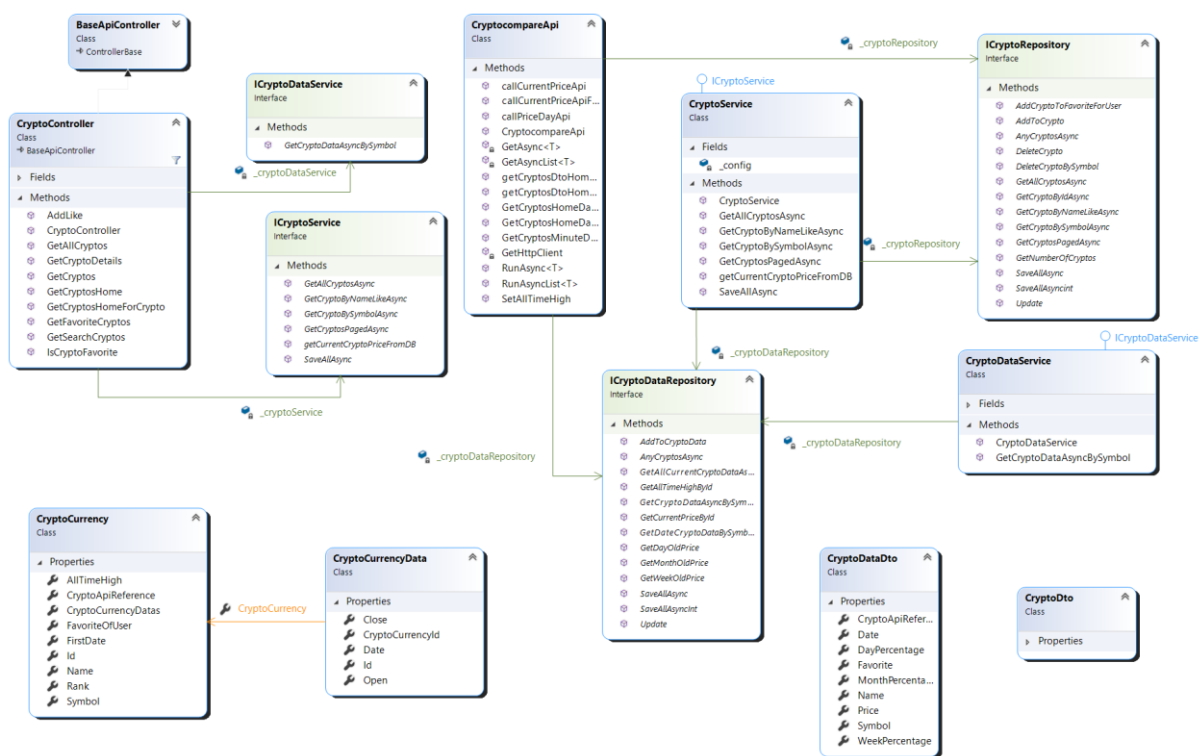 BaseApiController
Class
ControllerBase
CryptoController
Class
BaseApiController
Fields
Methods
AddLike
CryptoController
GetAllCryptos
GetCryptoDetails
GetCryptos
GetCryptosHome
GetCryptosHomeForCrypto
GetFavoriteCryptos
GetSearchCryptos
IsCryptoFavorite
ICryptoDataService
Interface
Methods
GetCryptoDataAsyncBySymbol
_cryptoDataService
ICryptoService
Interface
Methods
GetAllCryptosAsync
GetCryptoByNameLikeAsync
GetCryptoBySymbolAsync
GetCryptosPagedAsync
getCurrentCryptoPriceFromDB
SaveAllAsync
_cryptoService
CryptocompareApi
Class
Methods
callCurrentPriceApi
callCurrentPriceApiF...
callPriceDayApi
CryptocompareApi
GetAsync<T>
GetAsyncList<T>
getCryptosDtoHom...
getCryptosDtoHom...
GetCryptosHomeDa...
GetCryptosHomeDa...
GetCryptosMinuteD...
GetHttpClient
RunAsync<T>
RunAsyncList<T>
SetAllTimeHigh
_cryptoRepository
ICryptoService
CryptoService
Class
Fields
_config
Methods
CryptoService
GetAllCryptosAsync
GetCryptoByNameLikeAsync
GetCryptoBySymbolAsync
GetCryptosPagedAsync
getCurrentCryptoPriceFromDB
SaveAllAsync
_cryptoRepository
ICryptoRepository
Interface
Methods
AddCryptoToFavoriteForUser
AddToCrypto
AnyCryptosAsync
DeleteCrypto
DeleteCryptoBySymbol
GetAllCryptosAsync
GetCryptoByIdAsync
GetCryptoByNameLikeAsync
GetCryptoBySymbolAsync
GetCryptosPagedAsync
GetNumberOfCryptos
SaveAllAsync
SaveAllAsyncint
Update
_cryptoDataRepository
_cryptoDataRepository
ICryptoDataRepository
Interface
Methods
AddToCryptoData
AnyCryptosAsync
GetAllCurrentCryptoDataAs...
GetAllTimeHighById
GetCryptoDataAsyncBySym...
GetCurrentPriceById
GetDateCryptoDataBySymb...
GetDayOldPrice
GetMonthOldPrice
GetWeekOldPrice
SaveAllAsync
SaveAllAsyncInt
Update
_cryptoDataRepository
ICryptoDataService
CryptoDataService
Class
Fields
Methods
CryptoDataService
GetCryptoDataAsyncBySymbol
CryptoCurrency
Class
Properties
AllTimeHigh
CryptoApiReference
CryptoCurrencyDatas
FavoriteOfUser
FirstDate
Id
Name
Rank
Symbol
CryptoCurrency
CryptoCurrencyData
Class
Properties
Close
CryptoCurrencyId
Date
Id
Open
CryptoDataDto
Class
Properties
CryptoApiRefer...
Date
DayPercentage
Favorite
MonthPercenta...
Name
Price
Symbol
WeekPercentage
CryptoDto
Class
Properties